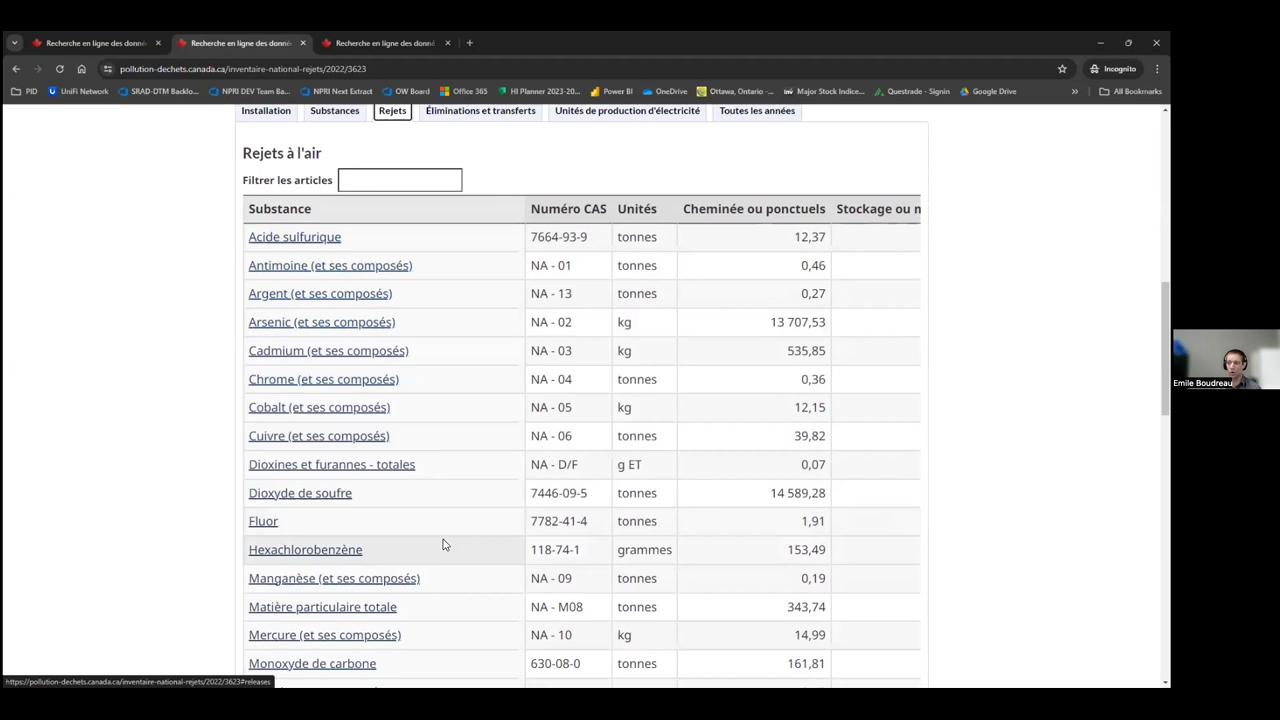 Recherche en ligne des donné
Recherche en ligne des donné
Recherche en ligne des donné
pollution-dechets.canada.ca/inventaire-national-rejets/2022/3623
Incognito
PID
UniFi Network
SRAD-DTM Backlo...
NPRI DEV Team Ba...
NPRI Next Extract
OW Board
Office 365
HI Planner 2023-20...
Power BI
OneDrive
Ottawa, Ontario - ...
Major Stock Indice...
Questrade - Signin
Google Drive
All Bookmarks
Installation
Substances
Rejets
Éliminations et transferts
Unités de production d'électricité
Toutes les années
Rejets à l'air
Filtrer les articles
Substance Numéro CAS Unités Cheminée ou ponctuels Stockage ou m
Acide sulfurique 7664-93-9 tonnes 12,37
Antimoine (et ses composés) NA - 01 tonnes 0,46
Argent (et ses composés) NA - 13 tonnes 0,27
Arsenic (et ses composés) NA - 02 kg 13 707,53
Cadmium (et ses composés) NA - 03 kg 535,85
Chrome (et ses composés) NA - 04 tonnes 0,36
Cobalt (et ses composés) NA - 05 kg 12,15
Cuivre (et ses composés) NA - 06 tonnes 39,82
Dioxines et furannes - totales NA - D/F g ET 0,07
Dioxyde de soufre 7446-09-5 tonnes 14 589,28
Fluor 7782-41-4 tonnes 1,91
Hexachlorobenzène 118-74-1 grammes 153,49
Manganèse (et ses composés) NA - 09 tonnes 0,19
Matière particulaire totale NA - M08 tonnes 343,74
Mercure (et ses composés) NA - 10 kg 14,99
Monoxyde de carbone 630-08-0 tonnes 161,81
https://pollution-dechets.canada.ca/inventaire-national-rejets/2022/3623#releases
Emile Boudreau